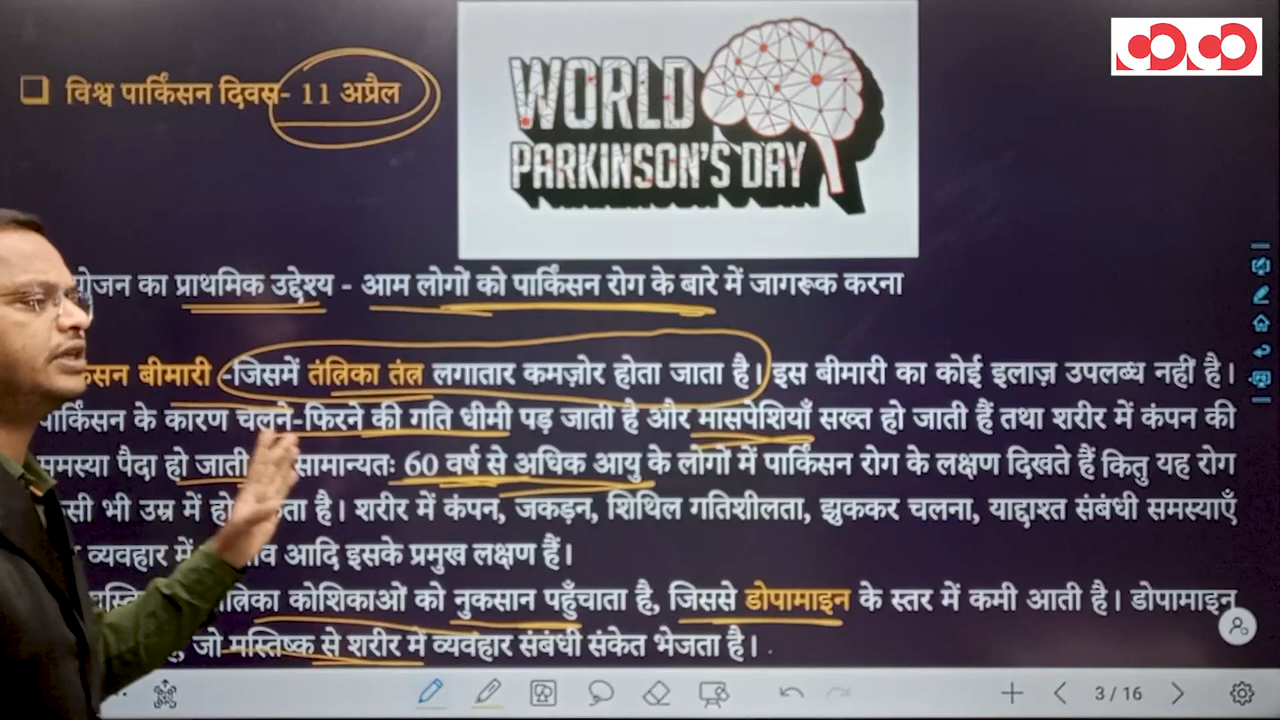 विश्व पार्किंसन दिवस- 11 अप्रैल
WORLD
PARKINSON'S DAY
का प्राथमिक उद्देश्य - आम लोगों को पार्किंसन रोग के बारे में जागरूक करना
बीमारी -जिसमें तंत्रिका तंत्र लगातार कमज़ोर होता जाता है। इस बीमारी का कोई इलाज़ उपलब्ध नहीं है।
पार्किंसन के कारण चलने-फिरने की गति धीमी पड़ जाती है और मासपेशियाँ सख्त हो जाती हैं तथा शरीर में कंपन की
समस्या पैदा हो जाती सामान्यतः 60 वर्ष से अधिक आयु के लोगों में पार्किंसन रोग के लक्षण दिखते हैं किंतु यह रोग
भी उम्र में है। शरीर में कंपन, जकड़न, शिथिल गतिशीलता, झुककर चलना, याद्दाश्त संबंधी समस्याएँ
व्यवहार में आदि इसके प्रमुख लक्षण हैं।
कोशिकाओं को नुकसान पहुँचाता है, जिससे डोपामाइन के स्तर में कमी आती है। डोपामाइन
जो मस्तिष्क से शरीर में व्यवहार संबंधी संकेत भेजता है।
3 / 16